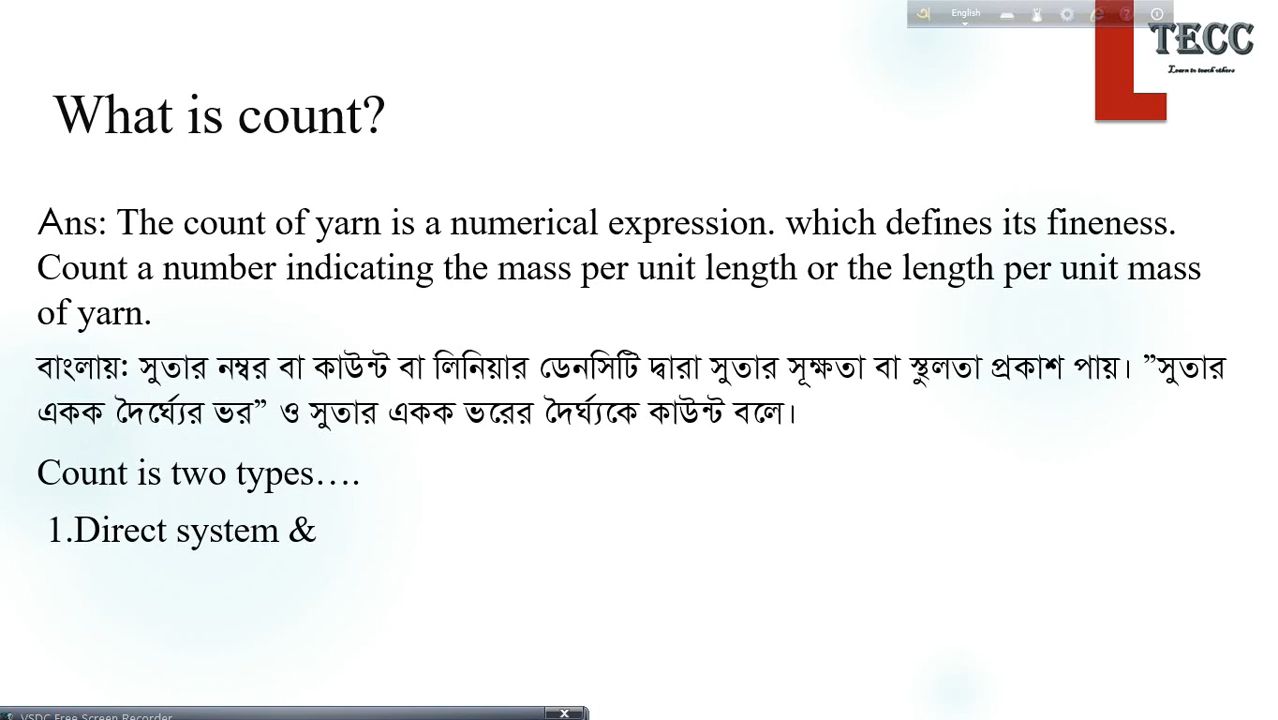 অ English
TECC
Learn to teach others
What is count?
Ans: The count of yarn is a numerical expression. which defines its fineness.
Count a number indicating the mass per unit length or the length per unit mass
of yarn.
বাংলায়: সুতার নম্বর বা কাউন্ট বা লিনিয়ার ডেনসিটি দ্বারা সুতার সূক্ষতা বা স্থুলতা প্রকাশ পায়। ”সুতার
একক দৈর্ঘ্যের ভর” ও সুতার একক ভরের দৈর্ঘ্যকে কাউন্ট বলে।
Count is two types….
1.Direct system &
VSDC Free Screen Recorder